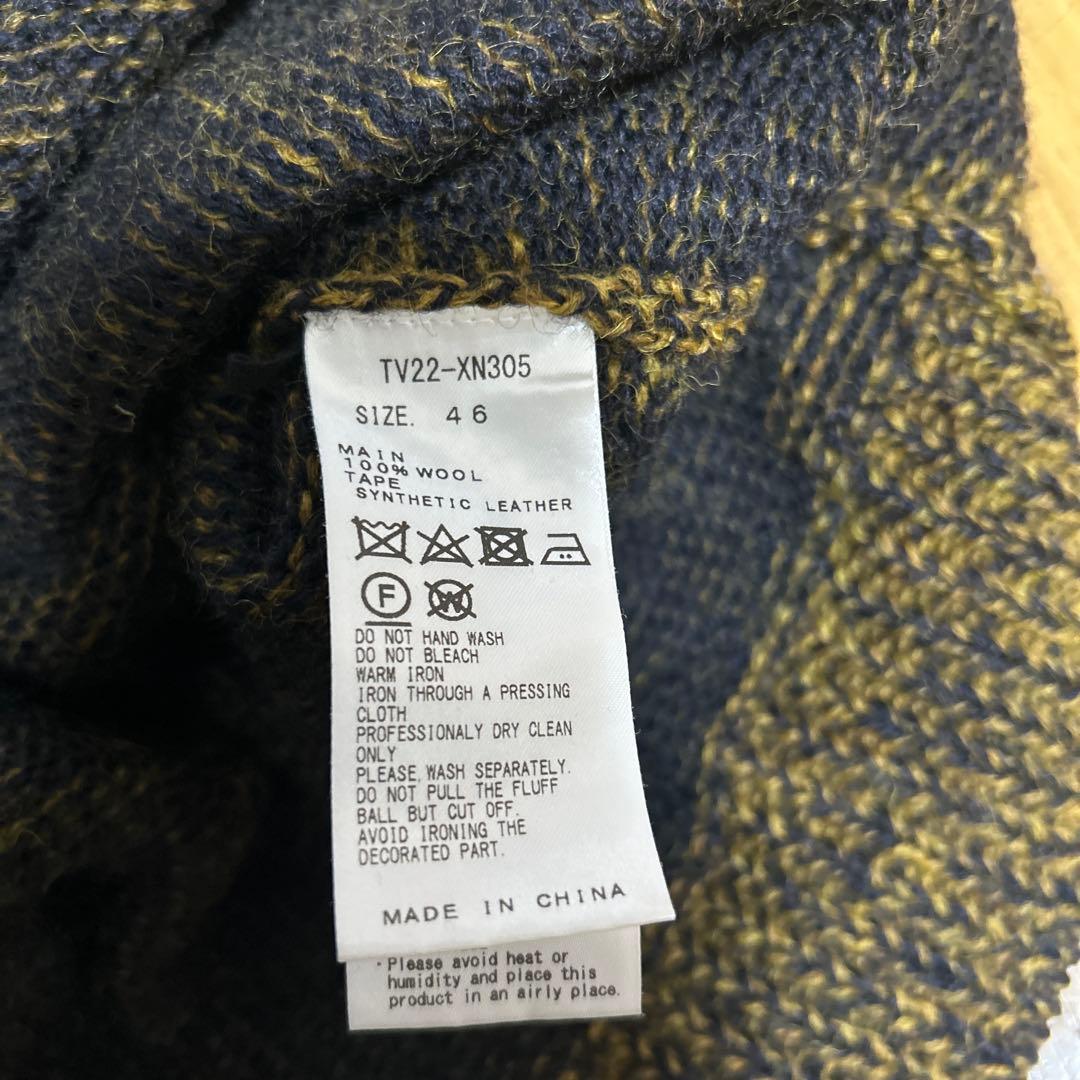 TV22-XN305
SIZE. 46
MAIN
100% WOOL
TAPE
SYNTHETIC LEATHER
F W
DO NOT HAND WASH
DO NOT BLEACH
WARM IRON
IRON THROUGH A PRESSING
CLOTH
PROFESSIONALY DRY CLEAN
ONLY
PLEASE WASH SEPARATELY.
DO NOT PULL THE FLUFF
BALL BUT CUT OFF.
AVOID IRONING THE
DECORATED PART.
MADE IN CHINA
・Please avoid heat or
humidity and place this
product in an airly place.